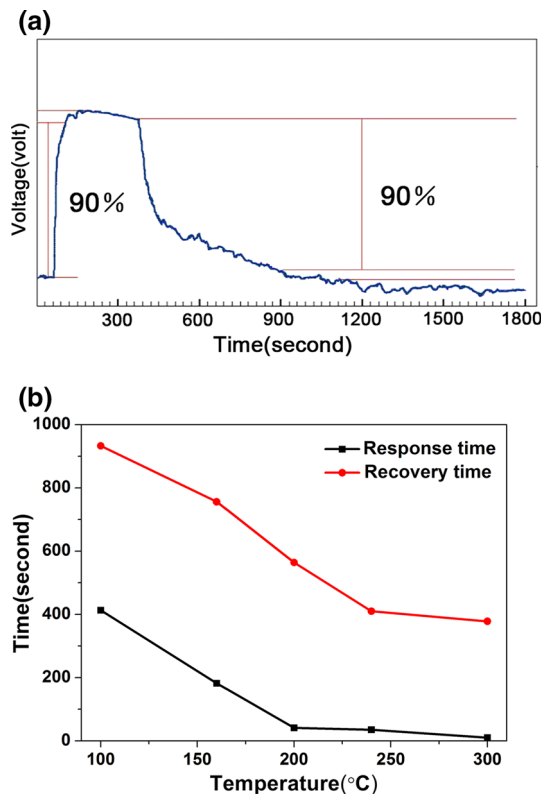 (a)
Voltage(volt)
90%
90%
300 600 900 1200 1500 1800
Time(second)
(b)
1000
800
600
400
200
0
Response time
Recovery time
Time(second)
100 150 200 250 300
Temperature(°C)